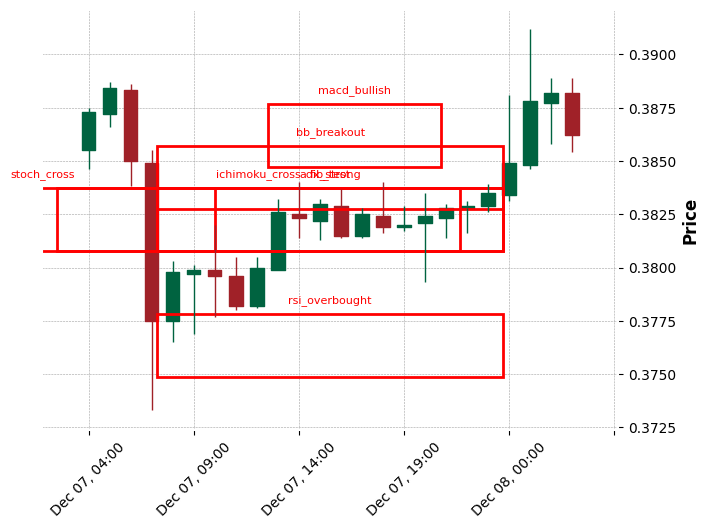 macd_bullish
bb_breakout
stoch_cross
ichimoku_cross
rsi_overbought
0.3900
0.3875
0.3850
0.3825
0.3800
0.3775
0.3750
0.3725
Price
Dec 07, 04:00
Dec 07, 09:00
Dec 07, 14:00
Dec 07, 19:00
Dec 08, 00:00